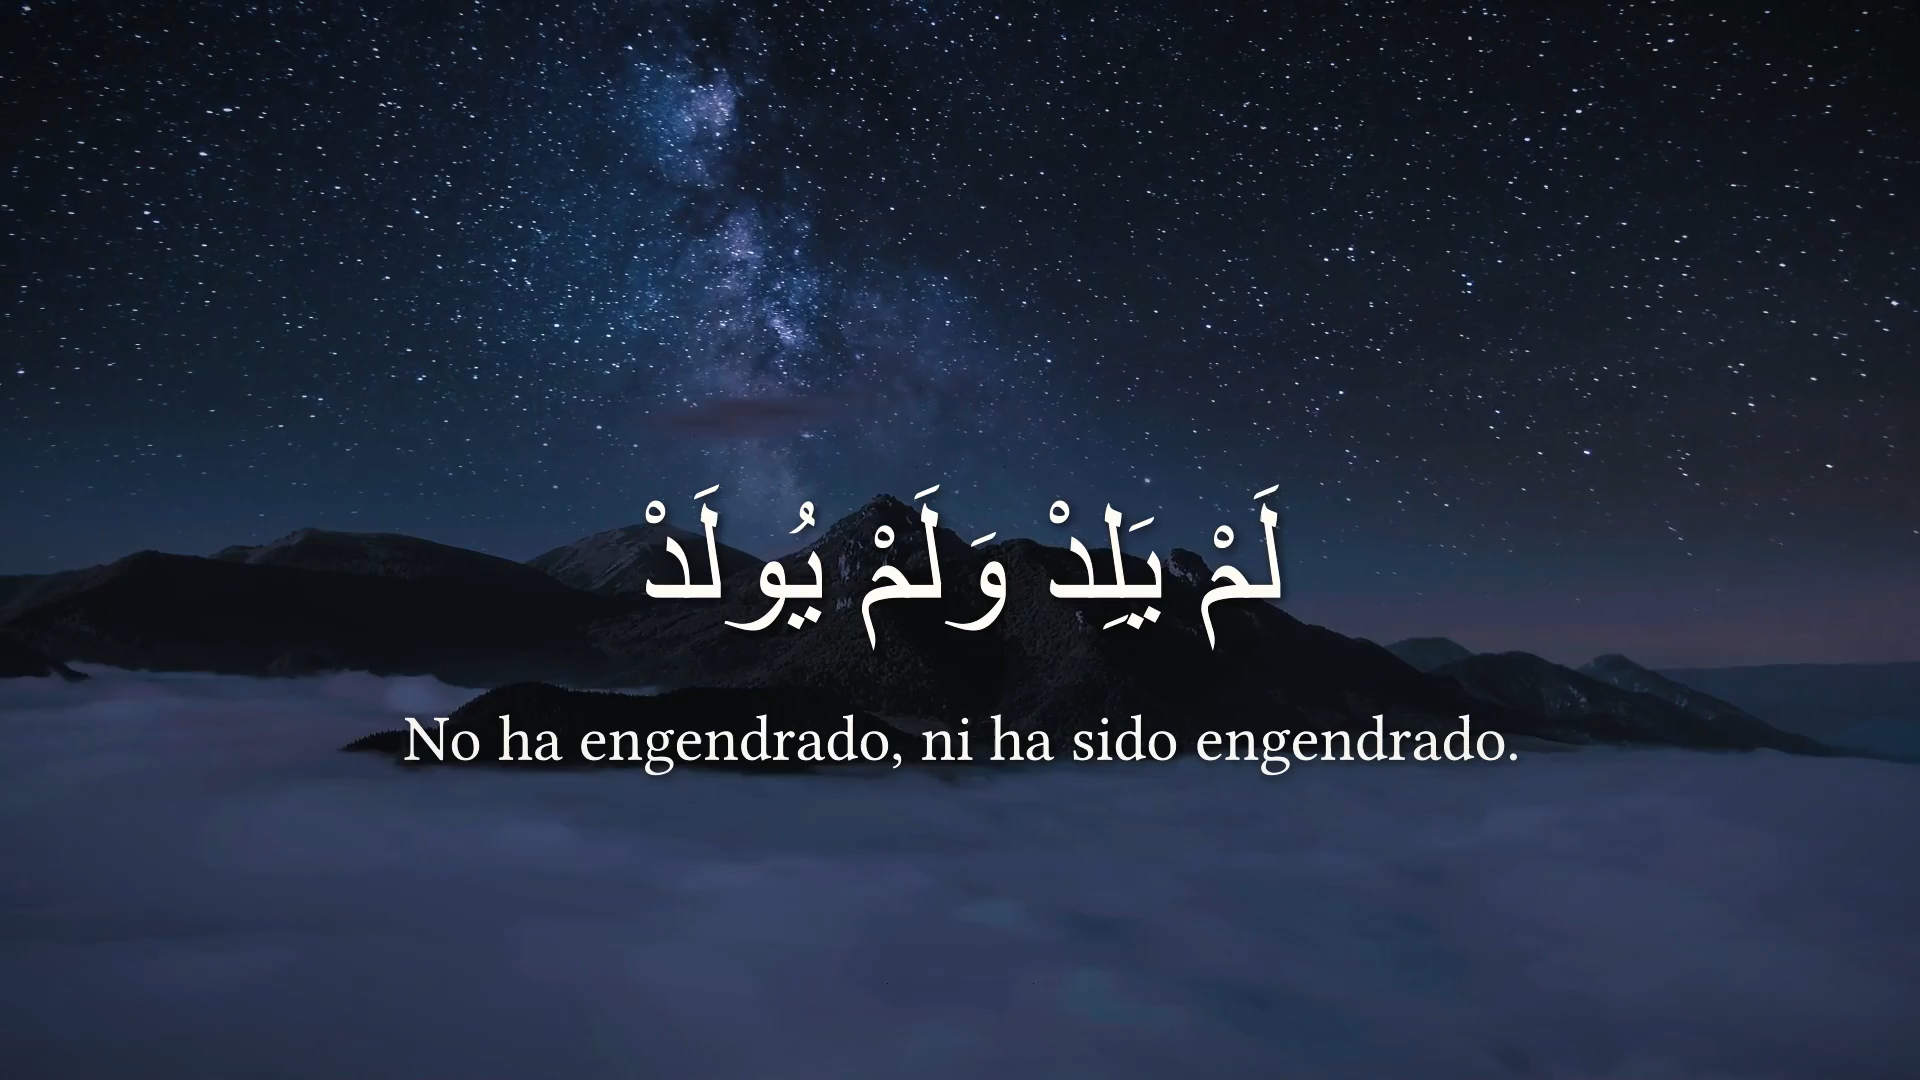 لَمْ يَلِدْ وَلَمْ يُولَدْ
No ha engendrado, ni ha sido engendrado.